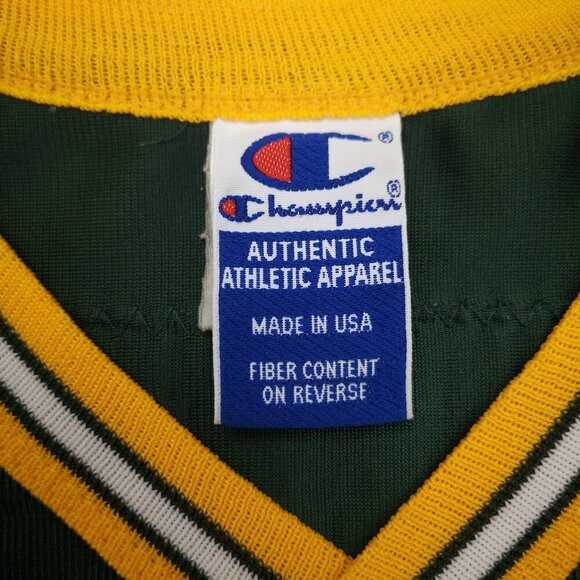 ®
Champion®
AUTHENTIC
ATHLETIC APPAREL
MADE IN USA
FIBER CONTENT
ON REVERSE